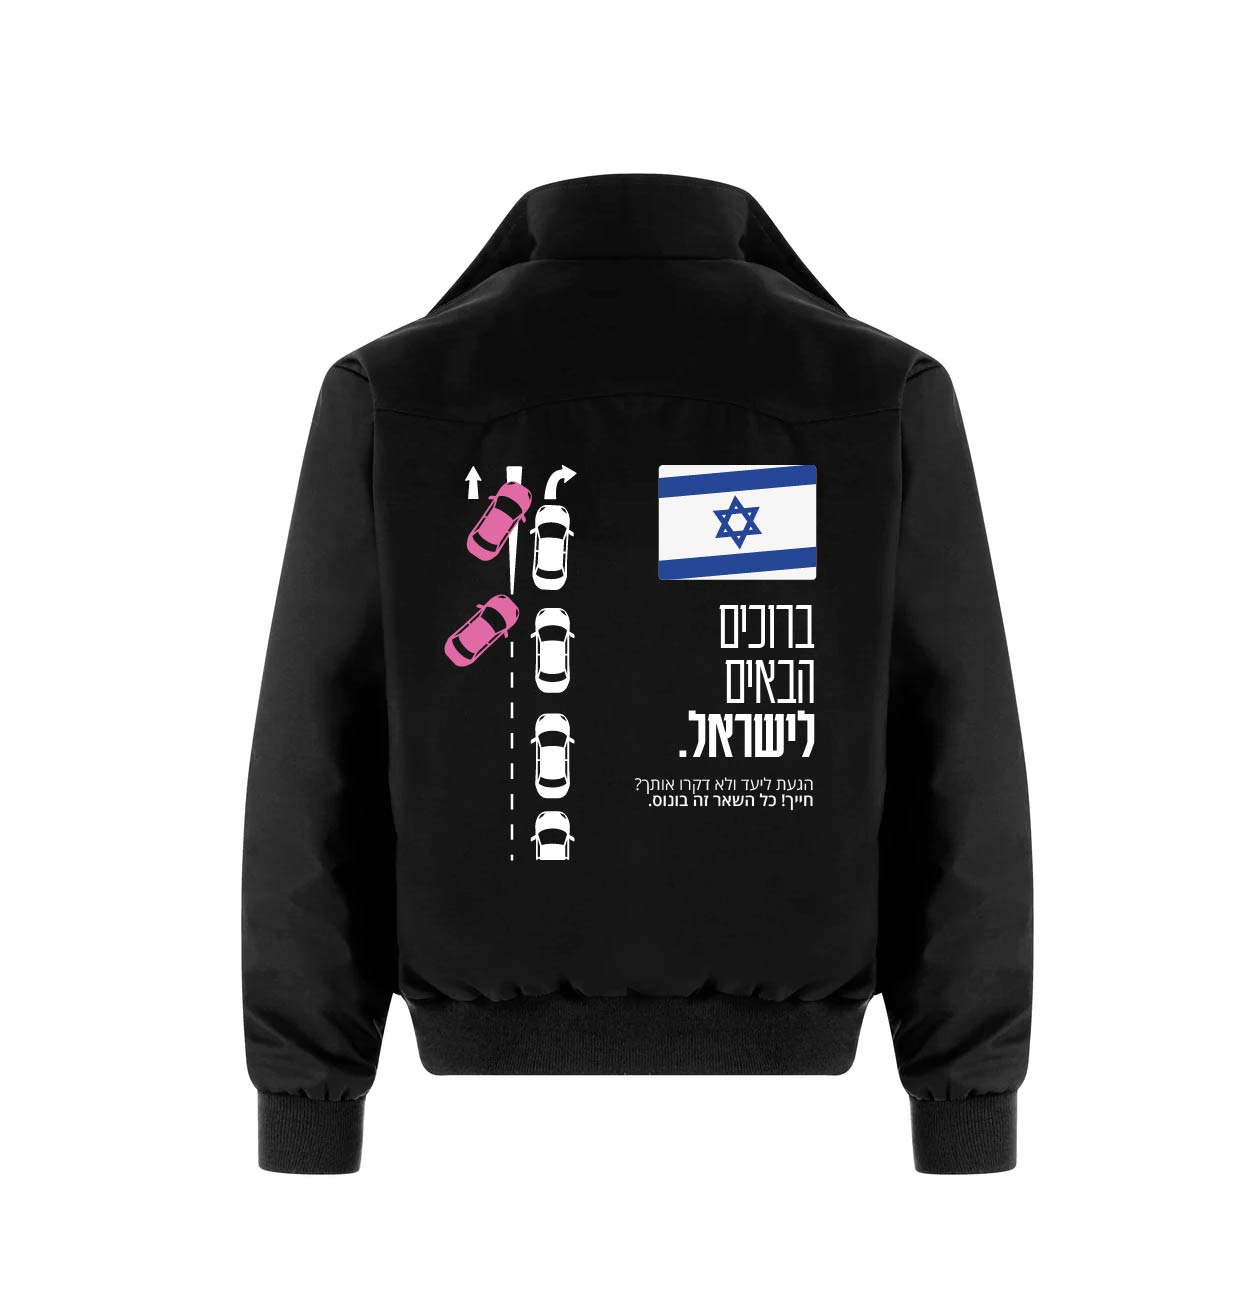 ברוכים
הבאים
לישראל.
הגעת ליעד ולא דקרו אותך?
חייך! כל השאר זה בונוס.